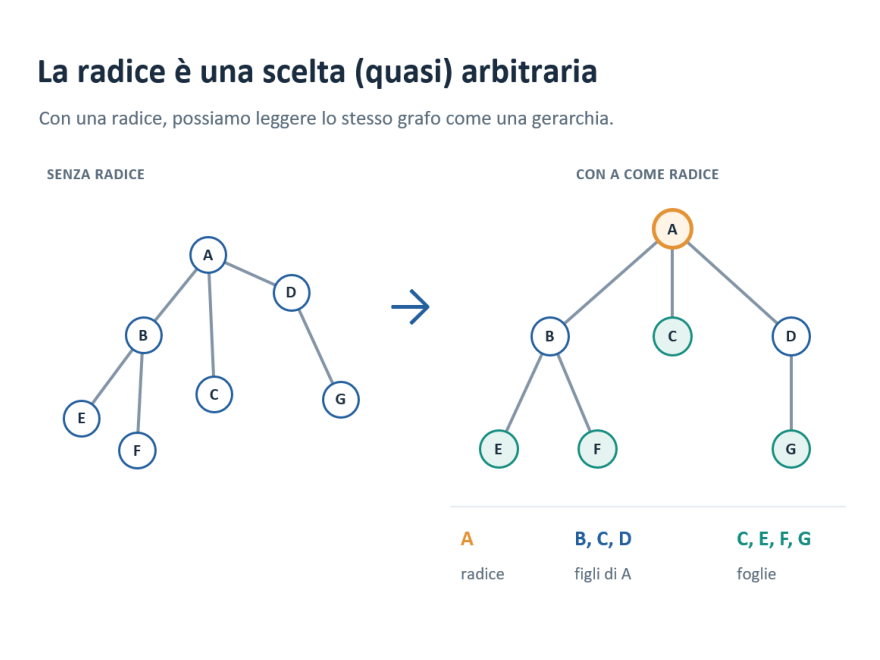 La radice è una scelta (quasi) arbitraria
Con una radice, possiamo leggere lo stesso grafo come una gerarchia.
SENZA RADICE
A
D
B
C
G
E
F
CON A COME RADICE
A
B
C
D
E
F
G
A
radice
B, C, D
figli di A
C, E, F, G
foglie